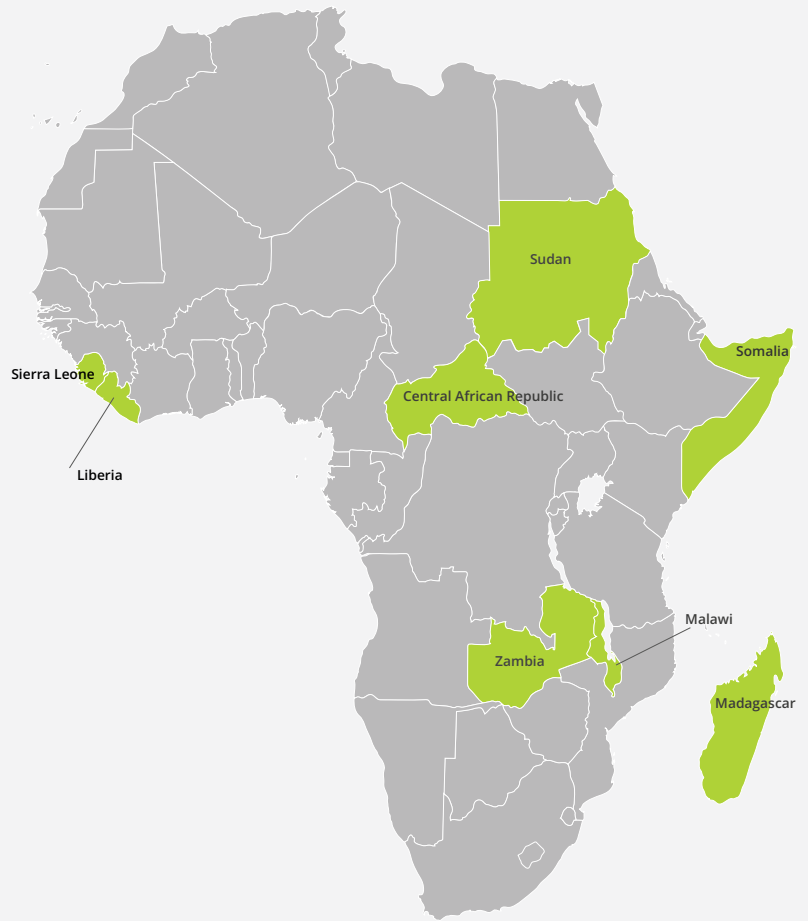 Sudan
Somalia
Sierra Leone
Central African Republic
Liberia
Malawi
Zambia
Madagascar